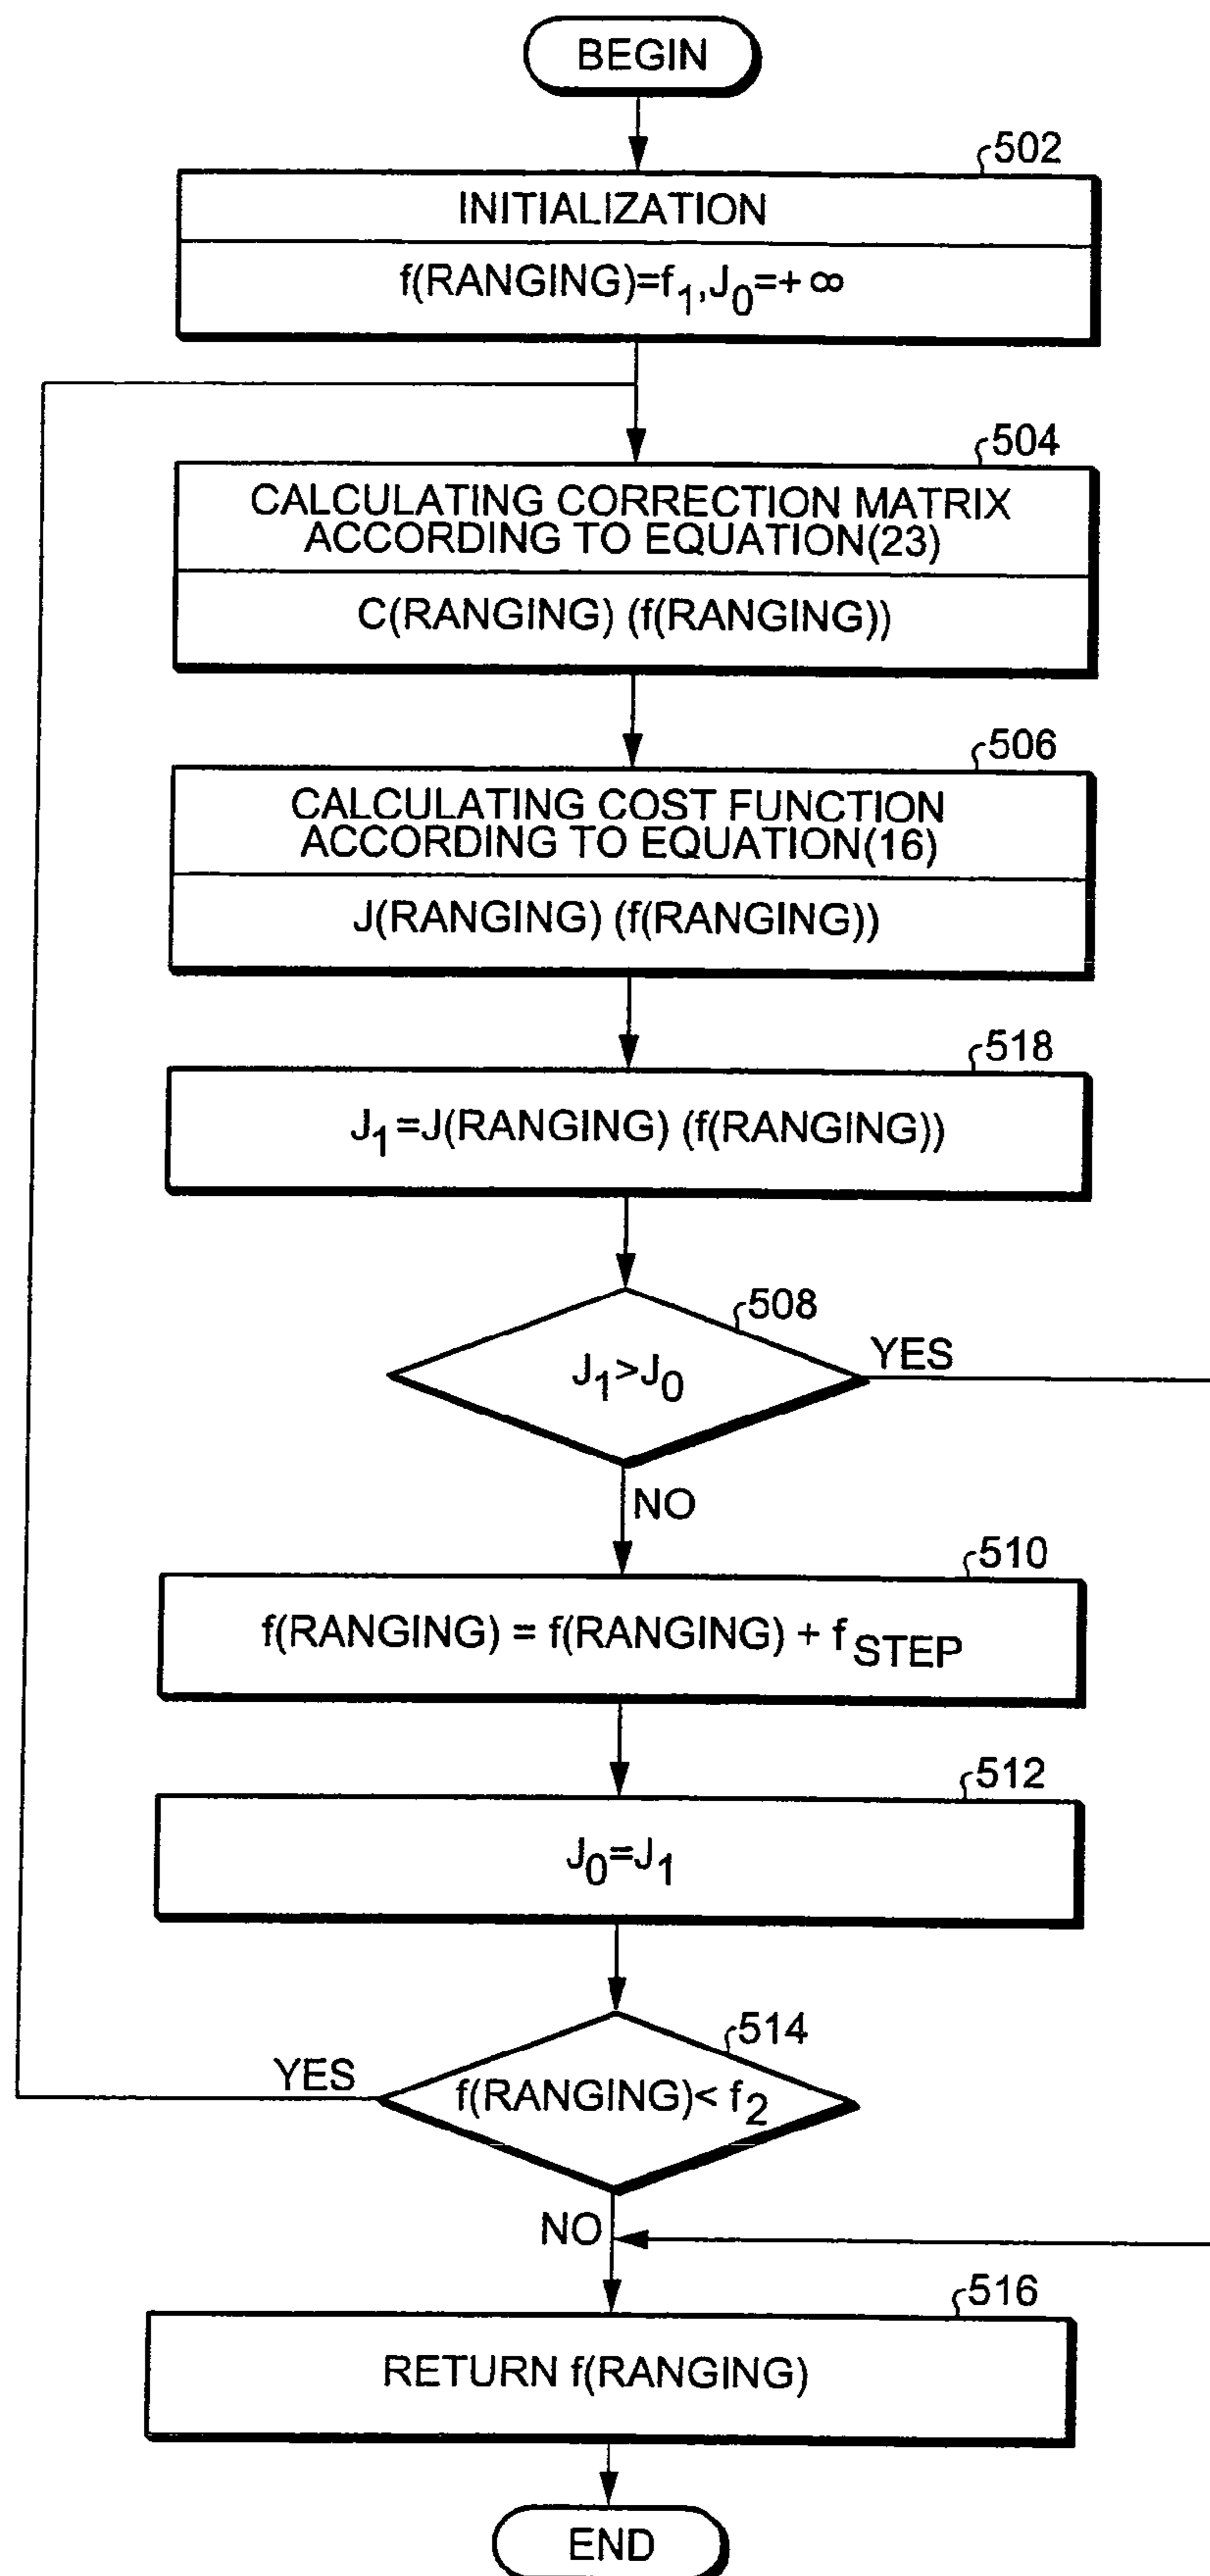 BEGIN
502
INITIALIZATION
f(RANGING)=f₁,J₀=+∞
504
CALCULATING CORRECTION MATRIX
ACCORDING TO EQUATION(23)
C(RANGING) (f(RANGING))
506
CALCULATING COST FUNCTION
ACCORDING TO EQUATION(16)
J(RANGING) (f(RANGING))
518
J₁=J(RANGING) (f(RANGING))
508
J₁>J₀
YES
NO
510
f(RANGING) = f(RANGING) + f STEP
512
J₀=J₁
514
YES
f(RANGING)< f₂
NO
516
RETURN f(RANGING)
END